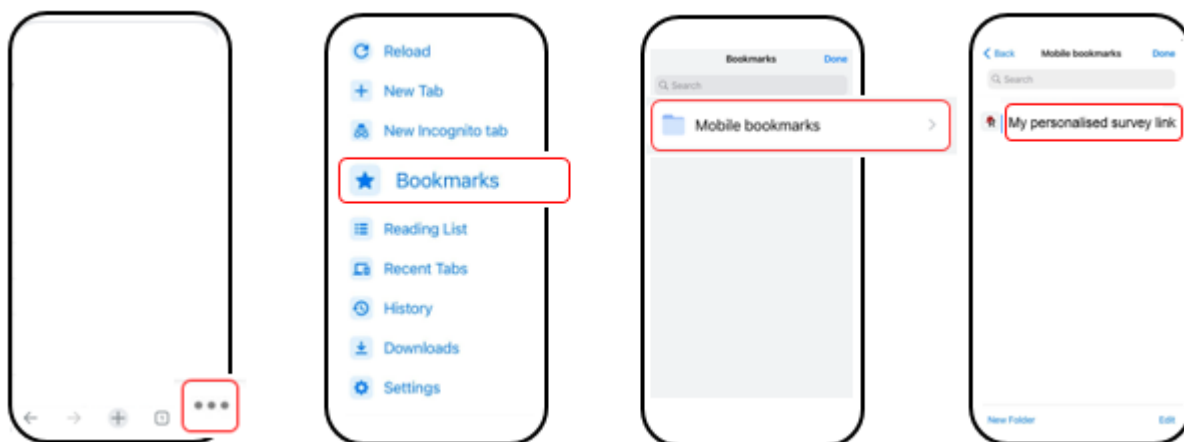 Reload
New Tab
New Incognito tab
Bookmarks
Reading List
Recent Tabs
History
Downloads
Settings
Bookmarks Done
Search
Mobile bookmarks
Back Mobile bookmarks Done
Search
My personalised survey link
New Folder Edit